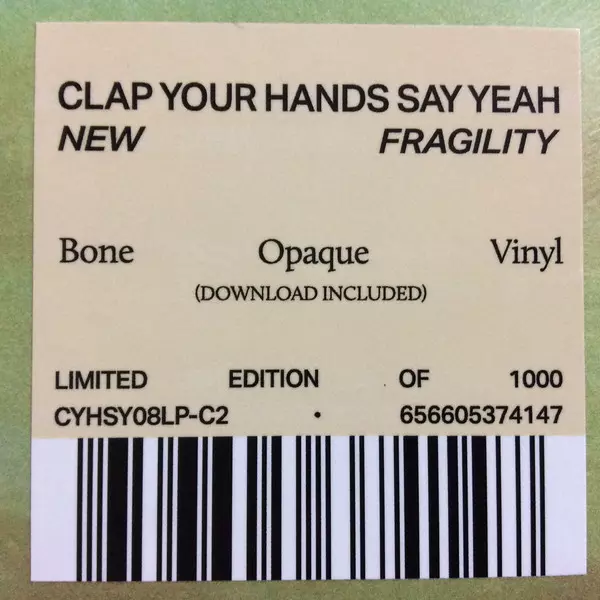 CLAP YOUR HANDS SAY YEAH
NEW FRAGILITY
Bone Opaque Vinyl
(DOWNLOAD INCLUDED)
LIMITED EDITION OF 1000
CYHSY08LP-C2 • 656605374147